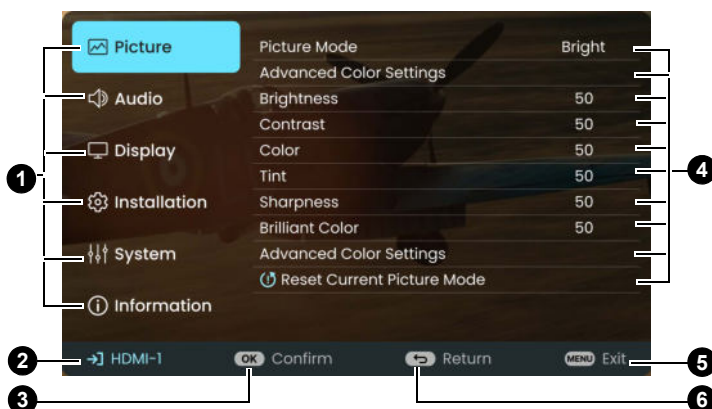 Picture
Audio
Display
Installation
System
Information
Picture Mode Bright
Advanced Color Settings
Brightness 50
Contrast 50
Color 50
Tint 50
Sharpness 50
Brilliant Color 50
Advanced Color Settings
Reset Current Picture Mode
HDMI-1 OK Confirm Return MENU Exit
1
2
3
4
5
6